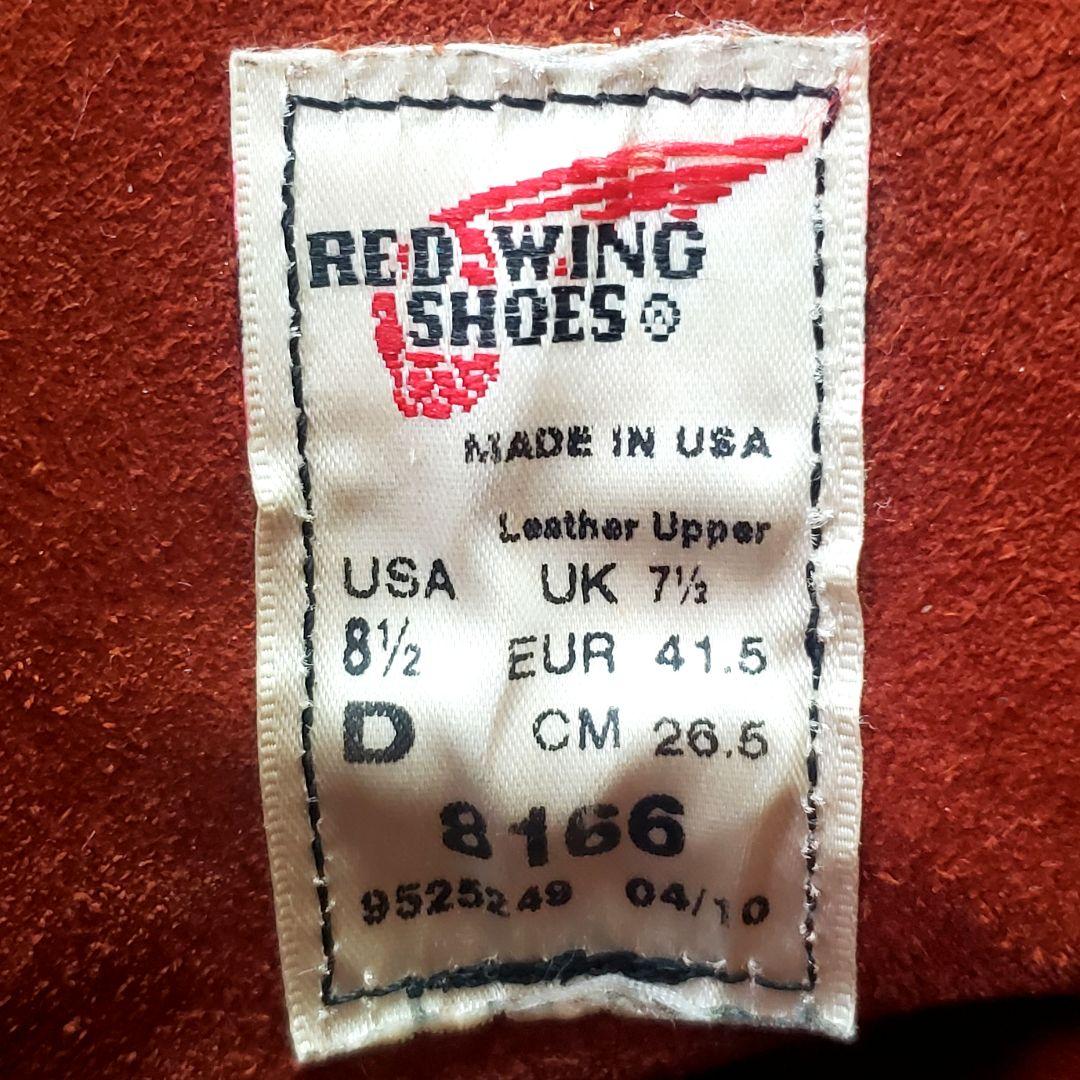 RED WING
SHOES ®
MADE IN USA
Leather Upper
USA UK 7½
8½ EUR 41.5
D CM 26.5
8166
9525249 04/10